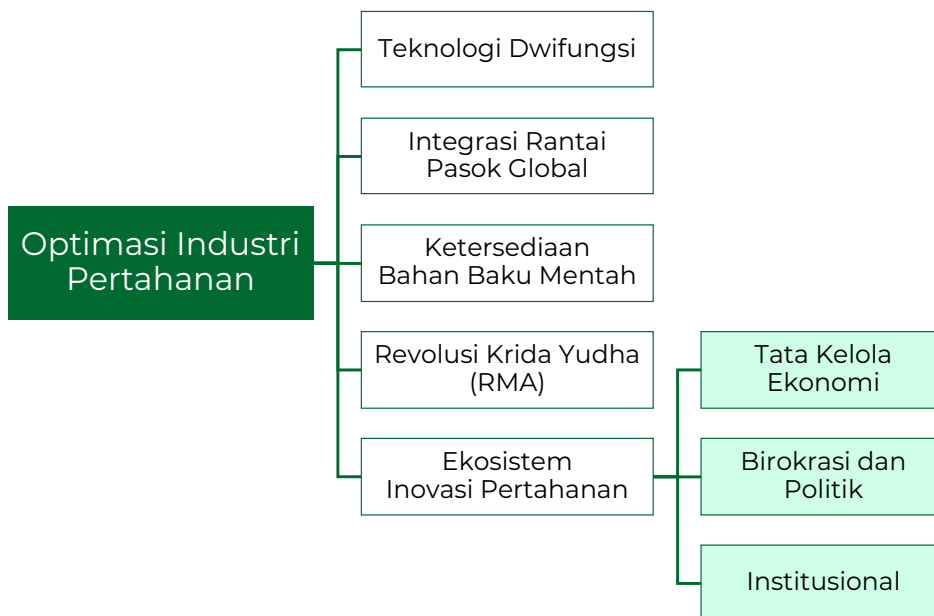 Teknologi Dwifungsi
Integrasi Rantai
Pasok Global
Optimasi Industri
Pertahanan
Ketersediaan
Bahan Baku Mentah
Revolusi Krida Yudha
(RMA)
Ekosistem
Inovasi Pertahanan
Tata Kelola
Ekonomi
Birokrasi dan
Politik
Institusional